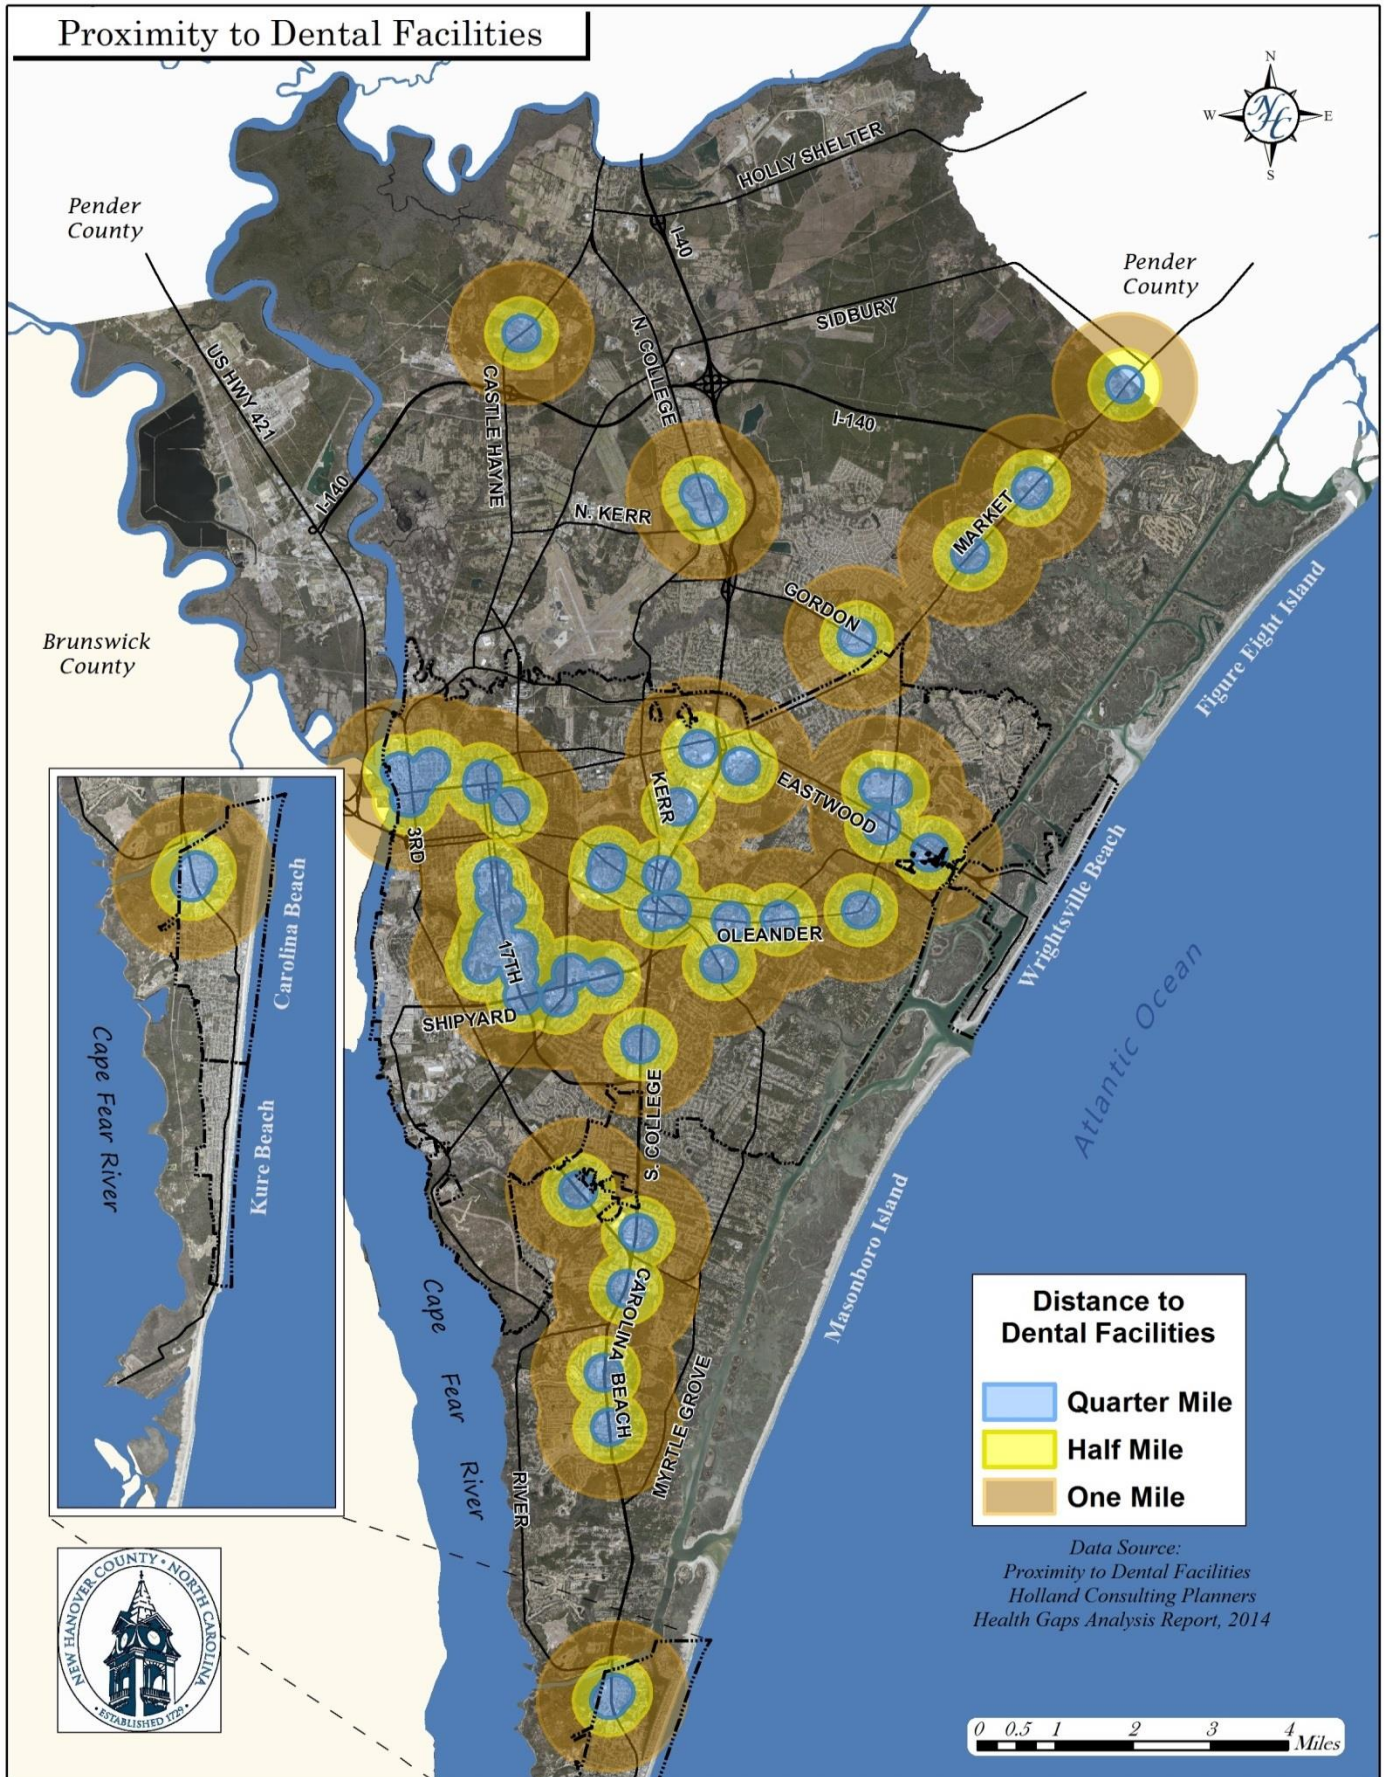 Proximity to Dental Facilities
N
W
E
S
NH
Pender
County
HOLLY SHELTER
I-40
Pender
County
SIDBURY
N. COLLEGE
US HWY 421
CASTLE HAYNE
I-140
I-140
N. KERR
MARKET
GORDON
Figure Eight Island
Brunswick
County
KERR
EASTWOOD
3RD
Wrightsville Beach
OLEANDER
17TH
SHIPYARD
Atlantic Ocean
Carolina Beach
Cape Fear River
Kure Beach
S. COLLEGE
Masonboro Island
CAROLINA BEACH
Cape
Fear
River
MYRTLE GROVE
RIVER
Distance to
Dental Facilities
Quarter Mile
Half Mile
One Mile
Data Source:
Proximity to Dental Facilities
Holland Consulting Planners
Health Gaps Analysis Report, 2014
NEW HANOVER COUNTY • NORTH CAROLINA
• ESTABLISHED 1729 •
0 0.5 1 2 3 4
Miles